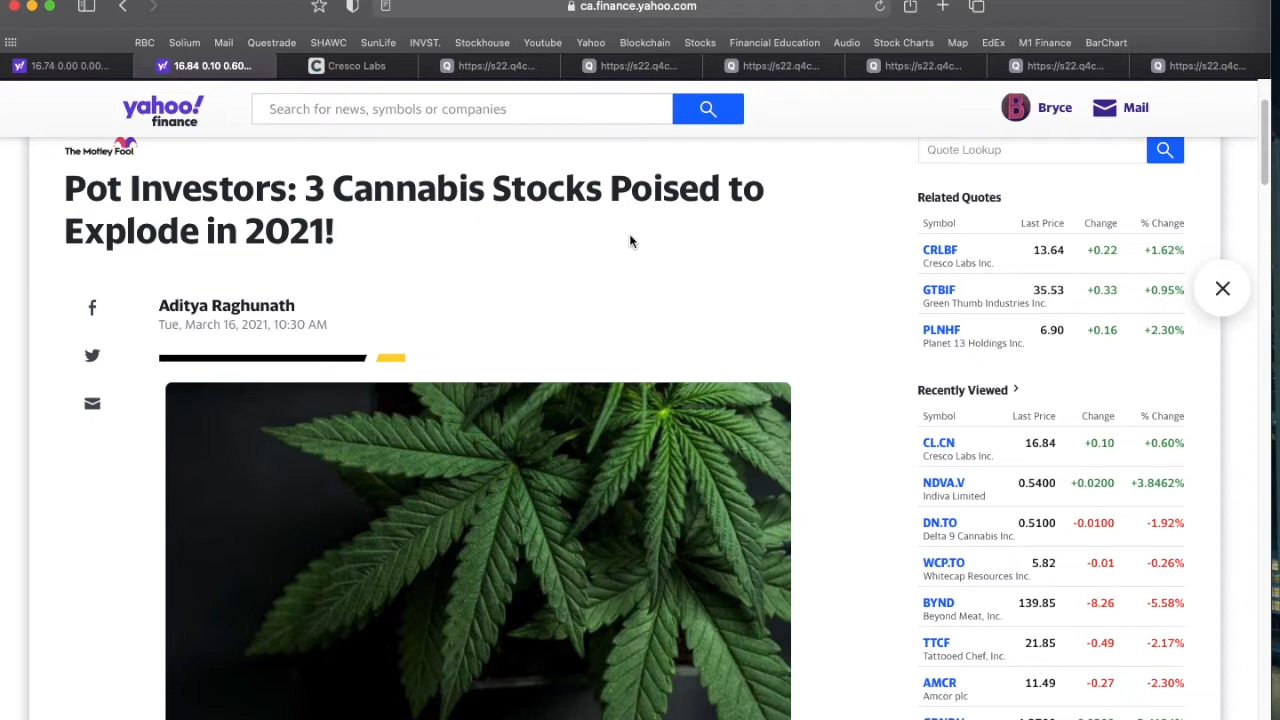 ca.finance.yahoo.com
RBC Solium Mail Questrade SHAWC SunLife INVST. Stockhouse Youtube Yahoo Blockchain Stocks Financial Education Audio Stock Charts Map EdEx M1 Finance BarChart
16.74 0.00 0.00... 16.84 0.10 0.60... Cresco Labs https://s22.q4c... https://s22.q4c... https://s22.q4c... https://s22.q4c... https://s22.q4c... https://s22.q4c...
yahoo! finance
Search for news, symbols or companies
B Bryce Mail
The Motley Fool
Pot Investors: 3 Cannabis Stocks Poised to
Explode in 2021!
Aditya Raghunath
Tue, March 16, 2021, 10:30 AM
Quote Lookup
Related Quotes
Symbol Last Price Change % Change
CRLBF 13.64 +0.22 +1.62%
Cresco Labs Inc.
GTBIF 35.53 +0.33 +0.95%
Green Thumb Industries Inc.
PLNHF 6.90 +0.16 +2.30%
Planet 13 Holdings Inc.
Recently Viewed >
Symbol Last Price Change % Change
CL.CN 16.84 +0.10 +0.60%
Cresco Labs Inc.
NDVA.V 0.5400 +0.0200 +3.8462%
Indiva Limited
DN.TO 0.5100 -0.0100 -1.92%
Delta 9 Cannabis Inc.
WCP.TO 5.82 -0.01 -0.26%
Whitecap Resources Inc.
BYND 139.85 -8.26 -5.58%
Beyond Meat, Inc.
TTCF 21.85 -0.49 -2.17%
Tattooed Chef, Inc.
AMCR 11.49 -0.27 -2.30%
Amcor plc